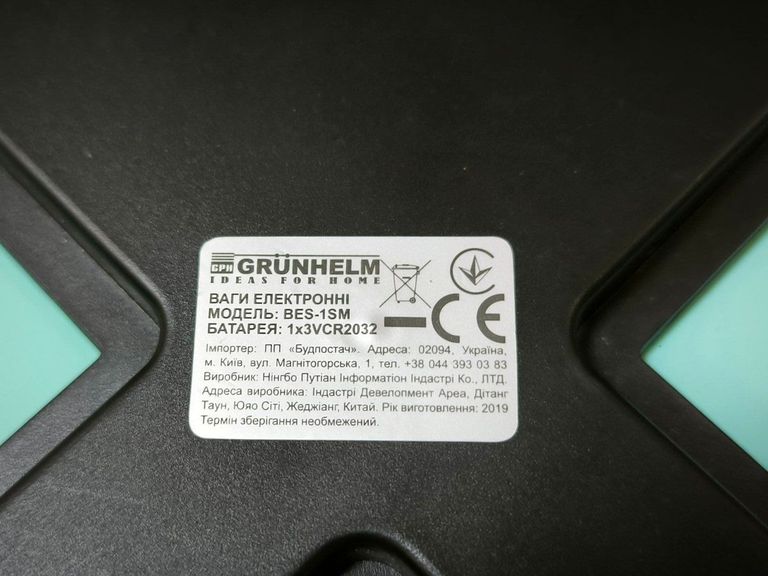 GRÜNHELM
IDEAS FOR HOME
ВАГИ ЕЛЕКТРОННІ
МОДЕЛЬ: BES-1SM
БАТАРЕЯ: 1x3VCR2032
CE
Імпортер: ПП «Будпостач». Адреса: 02094, Україна,
м. Київ, вул. Магнітогорська, 1, тел. +38 044 393 03 83
Виробник: Нінгбо Путіан Інформатіон Індастрі Ко., ЛТД.
Адреса виробника: Індастрі Девелопмент Ареа, Дітанг
Таун, Юяо Сіті, Жеджіанг, Китай. Рік виготовлення: 2019
Термін зберігання необмежений.